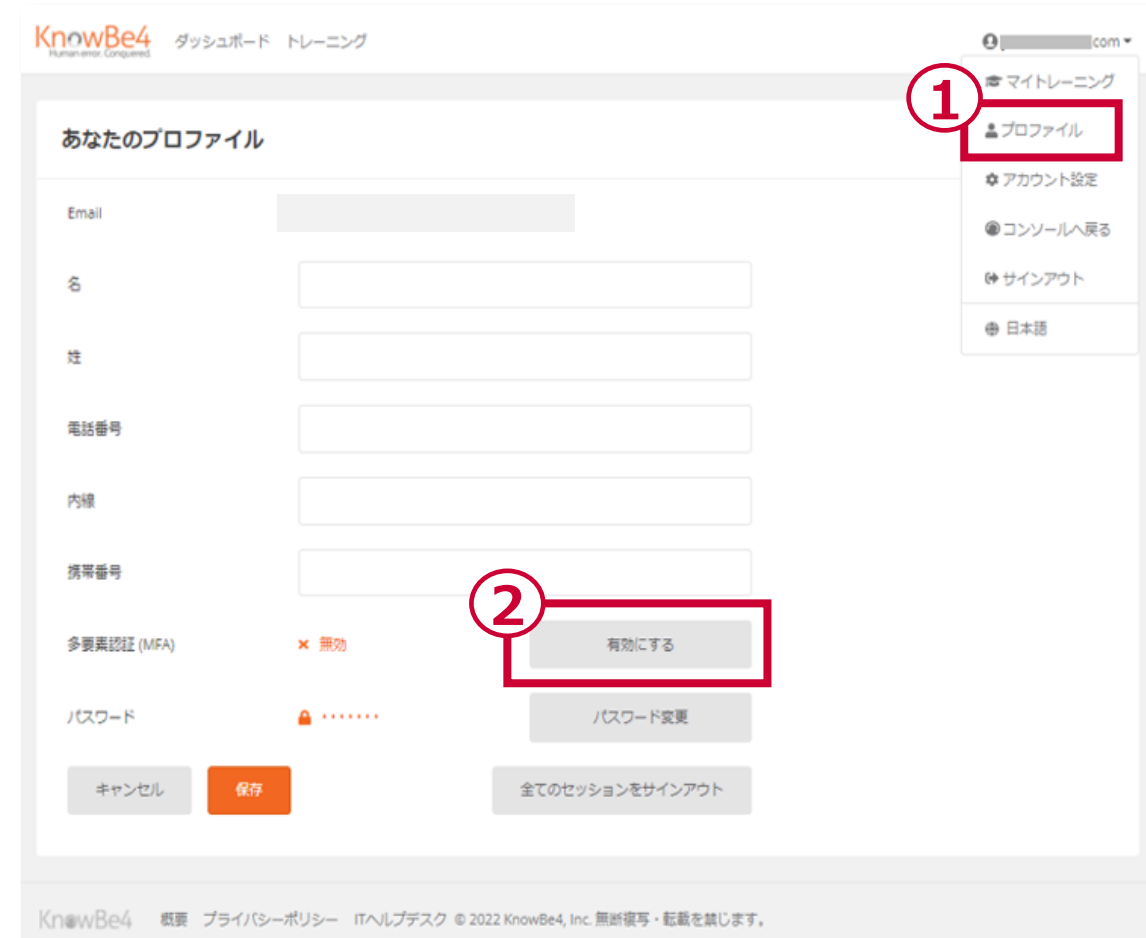 KnowBe4
Human error. Conquered.
ダッシュボード トレーニング
com
マイトレーニング
①
プロファイル
アカウント設定
コンソールへ戻る
サインアウト
日本語
あなたのプロファイル
Email
名
姓
電話番号
内線
携帯番号
②
多要素認証 (MFA) × 無効 有効にする
パスワード ······· パスワード変更
キャンセル 保存 全てのセッションをサインアウト
KnowBe4 概要 プライバシーポリシー ITヘルプデスク © 2022 KnowBe4, Inc. 無断複写・転載を禁じます。